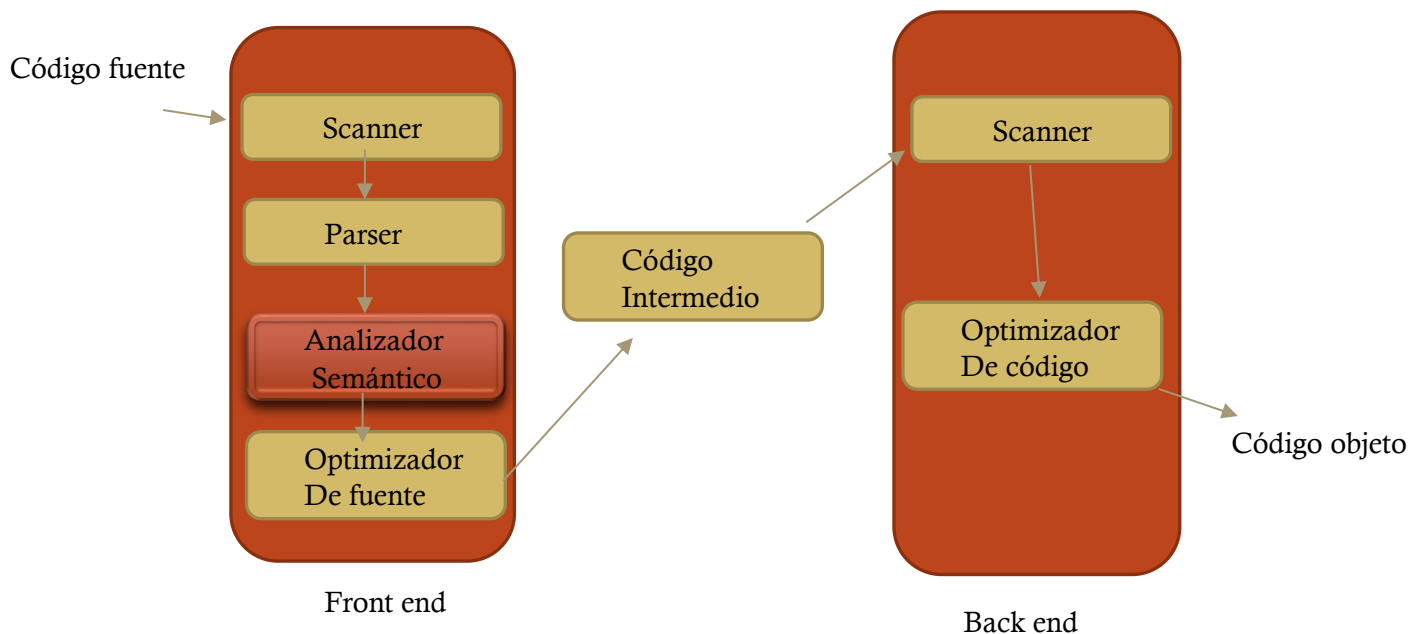 Código fuente
Scanner
Parser
Analizador
Semántico
Optimizador
De fuente
Front end
Código
Intermedio
Scanner
Optimizador
De código
Código objeto
Back end